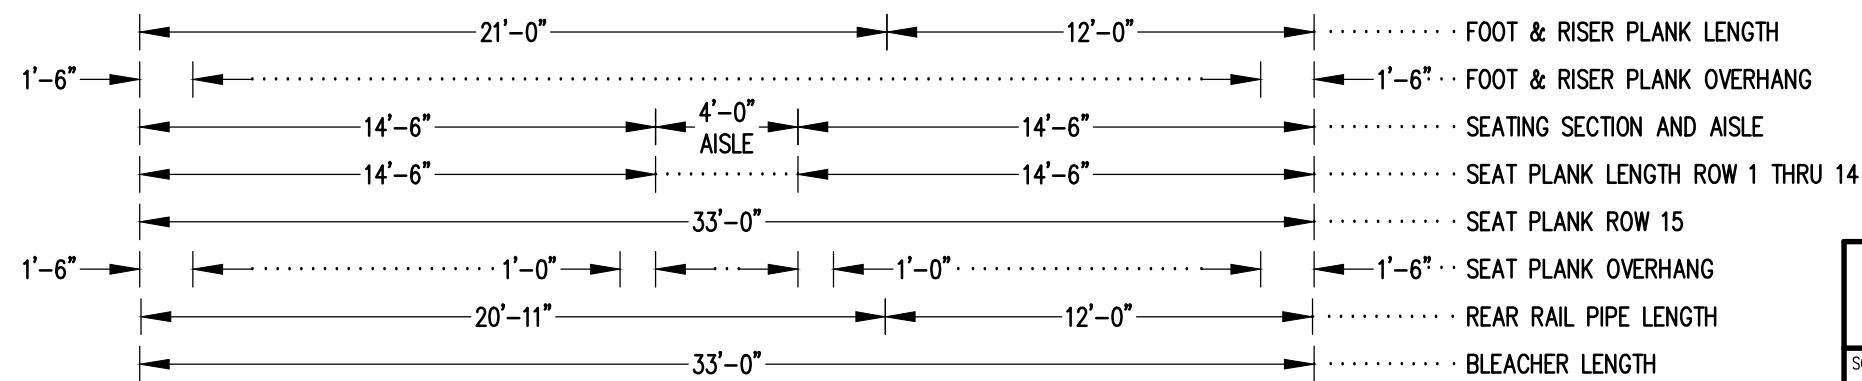 21'-0" 12'-0" FOOT & RISER PLANK LENGTH
1'-6" 1'-6" FOOT & RISER PLANK OVERHANG
14'-6" 4'-0" AISLE 14'-6" SEATING SECTION AND AISLE
14'-6" 14'-6" SEAT PLANK LENGTH ROW 1 THRU 14
33'-0" SEAT PLANK ROW 15
1'-6" 1'-0" 1'-0" 1'-6" SEAT PLANK OVERHANG
20'-11" 12'-0" REAR RAIL PIPE LENGTH
33'-0" BLEACHER LENGTH